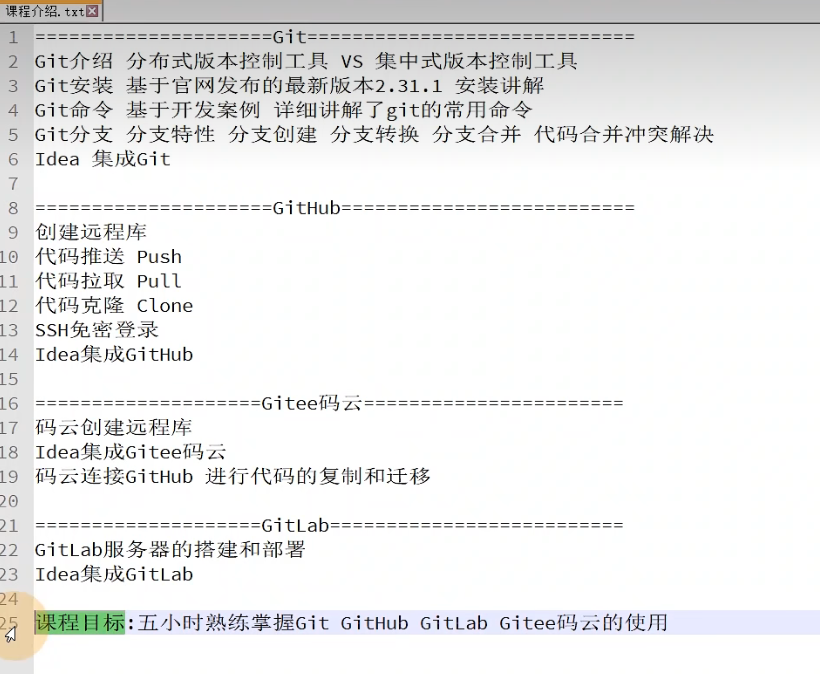 课程介绍.txt
1 =====================Git=============================
2 Git介绍 分布式版本控制工具 VS 集中式版本控制工具
3 Git安装 基于官网发布的最新版本2.31.1 安装讲解
4 Git命令 基于开发案例 详细讲解了git的常用命令
5 Git分支 分支特性 分支创建 分支转换 分支合并 代码合并冲突解决
6 Idea 集成Git
7
8 =====================GitHub==========================
9 创建远程库
10 代码推送 Push
11 代码拉取 Pull
12 代码克隆 Clone
13 SSH免密登录
14 Idea集成GitHub
15
16 ====================Gitee码云=======================
17 码云创建远程库
18 Idea集成Gitee码云
19 码云连接GitHub 进行代码的复制和迁移
20
21 ====================GitLab==========================
22 GitLab服务器的搭建和部署
23 Idea集成GitLab
24
25 课程目标:五小时熟练掌握Git GitHub GitLab Gitee码云的使用